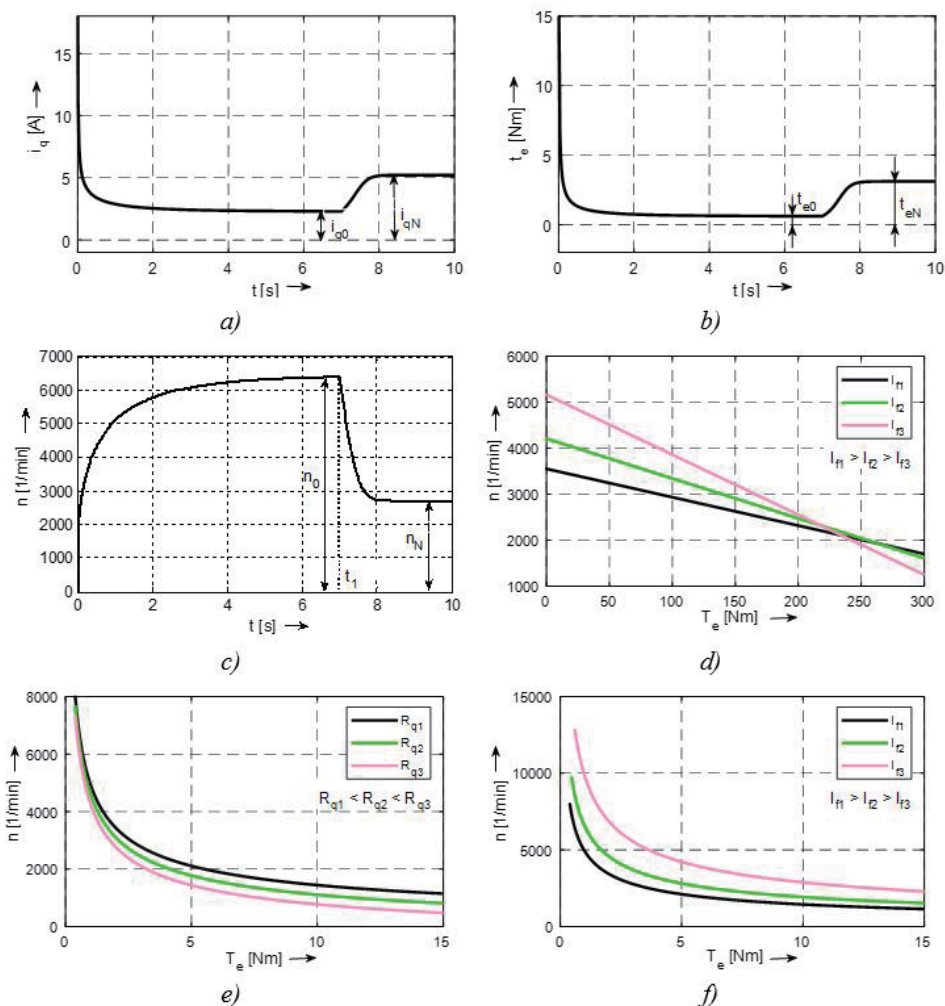 15
10
5
0
i_q [A]
i_q0
i_qN
0 2 4 6 8 10
t [s]
a)
15
10
5
0
t_e [Nm]
t_e0
t_eN
0 2 4 6 8 10
t [s]
b)
7000
6000
5000
4000
3000
2000
1000
0
n [1/min]
n_0
n_N
t_1
0 2 4 6 8 10
t [s]
c)
6000
5000
4000
3000
2000
1000
n [1/min]
I_f1
I_f2
I_f3
I_f1 > I_f2 > I_f3
0 50 100 150 200 250 300
T_e [Nm]
d)
8000
6000
4000
2000
0
n [1/min]
R_q1
R_q2
R_q3
R_q1 < R_q2 < R_q3
0 5 10 15
T_e [Nm]
e)
15000
10000
5000
0
n [1/min]
I_f1
I_f2
I_f3
I_f1 > I_f2 > I_f3
0 5 10 15
T_e [Nm]
f)